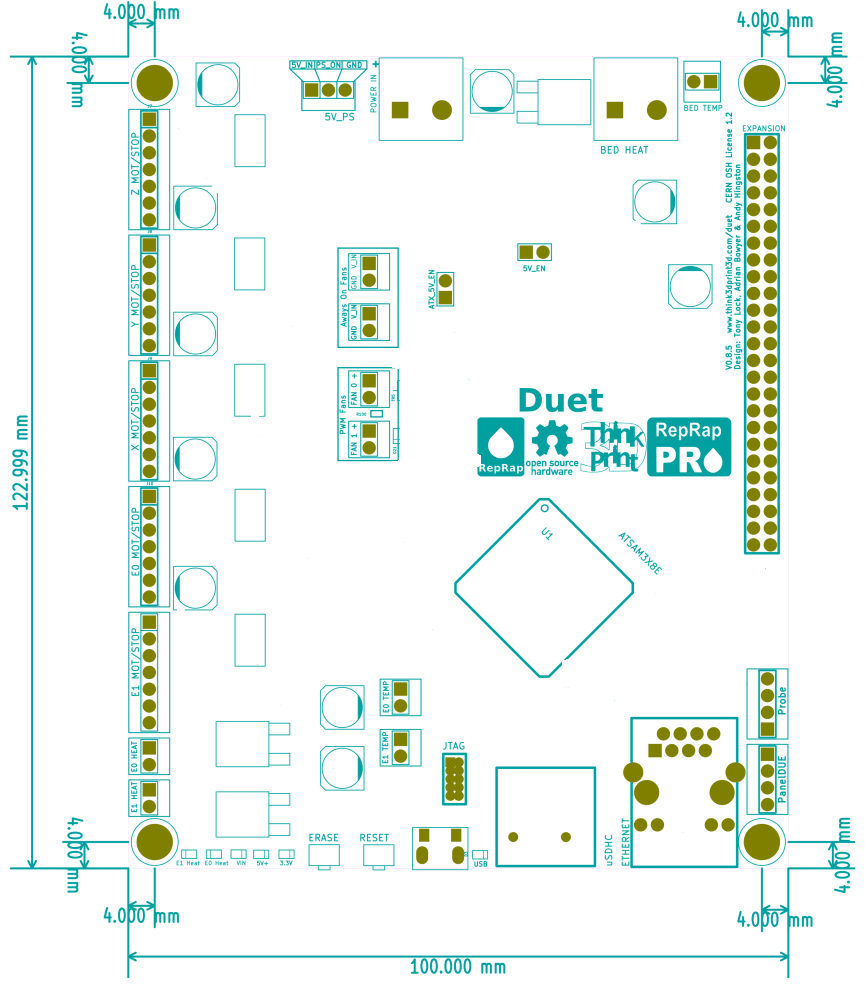 4.000 mm
4.000 mm
4.000 mm
4.000 mm
5V_IN PS_ON GND
+
5V_PS
POWER IN
BED HEAT
BED TEMP
EXPANSION
Z MOT/STOP
Y MOT/STOP
X MOT/STOP
E0 MOT/STOP
E1 MOT/STOP
E0 HEAT
E1 HEAT
Aways On Fans
GND V_IN
GND V_IN
PWM Fans
FAN 0 +
FAN 1 +
ATX_5V_EN
5V_EN
V0.8.5 www.think3dprint3d.com/duet CERN OSH License 1.2
Design: Tony Lock, Adrian Bowyer & Andy Hingston
Duet
RepRap
open source
hardware
3D
Think
print
RepRap
PRO
U1
ATSAM3X8E
122.999 mm
E0 TEMP
E1 TEMP
JTAG
Probe
PanelDUE
ERASE
RESET
E1 Heat
E0 Heat
VIN
5V+
3.3V
USB
uSDHC
ETHERNET
4.000 mm
4.000 mm
4.000 mm
4.000 mm
100.000 mm